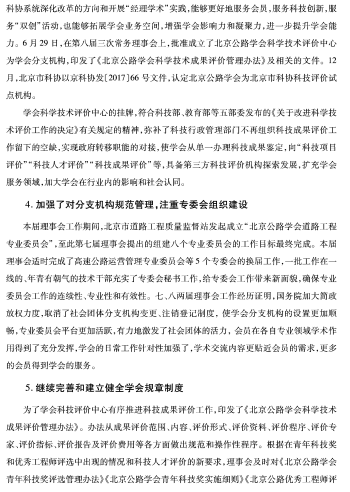 科协系统深化改革的方向和开展“经理学术”实践,能够更好地服务会员,服务科技创新,服
务“双创”活动,也能够拓展学会业务空间,增强学会影响力和凝聚力,进一步提升学会能
力。6 月 29 日,在第八届三次常务理事会上,批准成立了北京公路学会科学技术评价中心
为学会分支机构,印发了《北京公路学会科学技术成果评价管理办法》及相关的文件。12
月,北京市科协以京科协发[2017]66 号文件,认定北京公路学会为北京市科协科技评价试
点机构。
学会科学技术评价中心的挂牌,符合科技部、教育部等五部委发布的《关于改进科学技
术评价工作的决定》有关规定的精神,弥补了科技行政管理部门不再组织科技成果评价工
作留下的空缺,实现政府转移职能的对接,使学会从单一办理科技成果鉴定,向“科技项目
评价”“科技人才评价”“科技成果评价”等,具备第三方科技评价机构探索发展,扩充学会
服务领域,加大学会在行业内的影响和社会认同。
4. 加强了对分支机构规范管理,注重专委会组织建设
本届理事会工作期间,北京市道路工程质量监督站发起成立“北京公路学会道路工程
专业委员会”,至此第七届理事会提出的组建八个专业委员会的工作目标最终完成。本届
理事会适时完成了高速公路运营管理专业委员会等 5 个专委会的换届工作,一批工作在一
线的、年青有朝气的技术干部充实了专委会秘书工作,给专委会工作带来新面貌,确保专业
委员会工作的连续性、专业性和有效性。七、八两届理事会工作经历证明,国务院加大简政
放权力度,取消了社会团体分支机构变更、注销登记制度, 使学会分支机构的设置更加顺
畅,专业委员会平台更加活跃,有力地激发了社会团体的活力, 会员在各自专业领域学术作
用得到了充分发挥,学会的日常工作针对性加强了,学术交流内容更贴近会员的需求,更多
的会员得到学会的服务。
5. 继续完善和建立健全学会规章制度
为了学会科技评价中心有序推进科技成果评价工作,印发了《北京公路学会科学技术
成果评价管理办法》。办法从成果评价范围、内容、评价形式、评价资料、评价程序、评价专
家、评价指标、评价报告及评价费用等各方面做出规范和操作性程序。根据在青年科技奖
和优秀工程师评选中出现的情况和科技人才评价的新要求,理事会及时对《北京公路学会
青年科技奖评选管理办法》《北京公路学会青年科技奖实施细则》《北京公路优秀工程师评